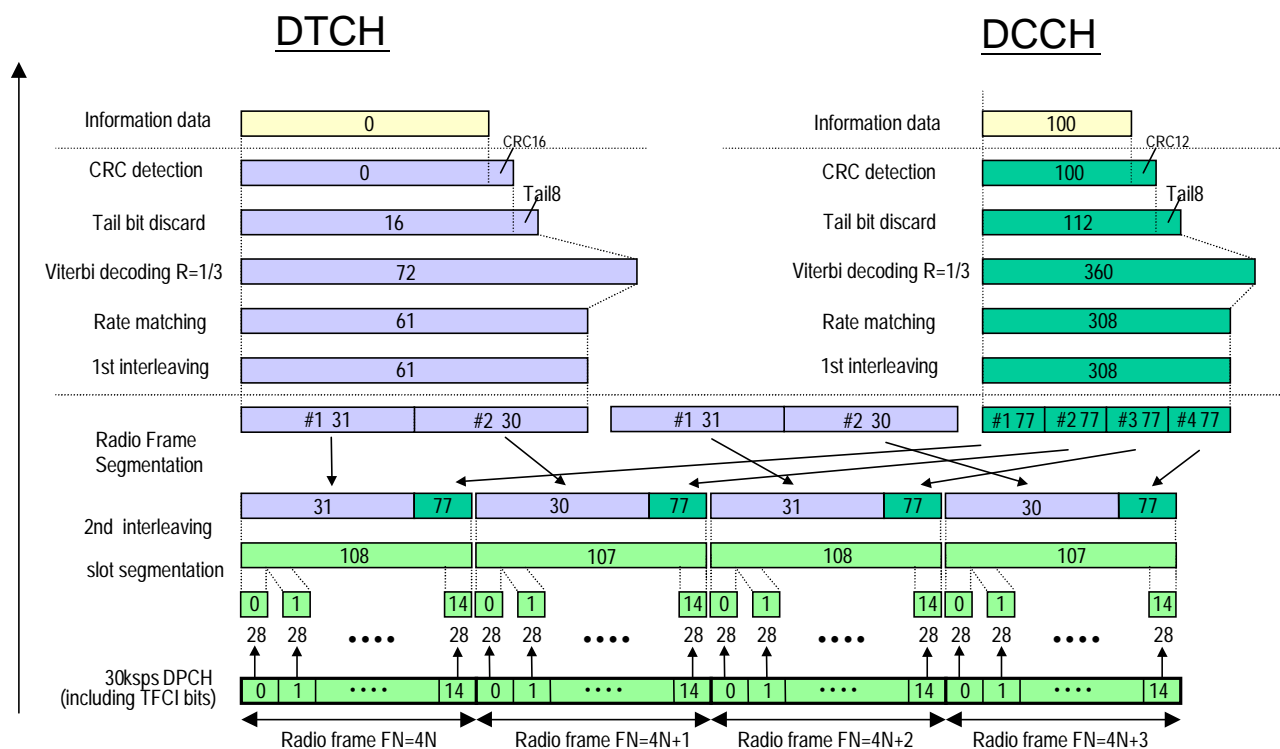 DTCH
DCCH
Information data
0
Information data
100
CRC16
CRC12
CRC detection
0
CRC detection
100
Tail8
Tail8
Tail bit discard
16
Tail bit discard
112
Viterbi decoding R=1/3
72
Viterbi decoding R=1/3
360
Rate matching
61
Rate matching
308
1st interleaving
61
1st interleaving
308
#1 31
#2 30
#1 31
#2 30
#1 77
#2 77
#3 77
#4 77
Radio Frame
Segmentation
31
77
30
77
31
77
30
77
2nd interleaving
108
107
108
107
slot segmentation
0 1 14 0 1 14 0 1 14 0 1 14
28 28 •••• 28 28 28 •••• 28 28 28 •••• 28 28 28 •••• 28
30ksps DPCH
(including TFCI bits)
0 1 •••• 14 0 1 •••• 14 0 1 •••• 14 0 1 •••• 14
Radio frame FN=4N
Radio frame FN=4N+1
Radio frame FN=4N+2
Radio frame FN=4N+3